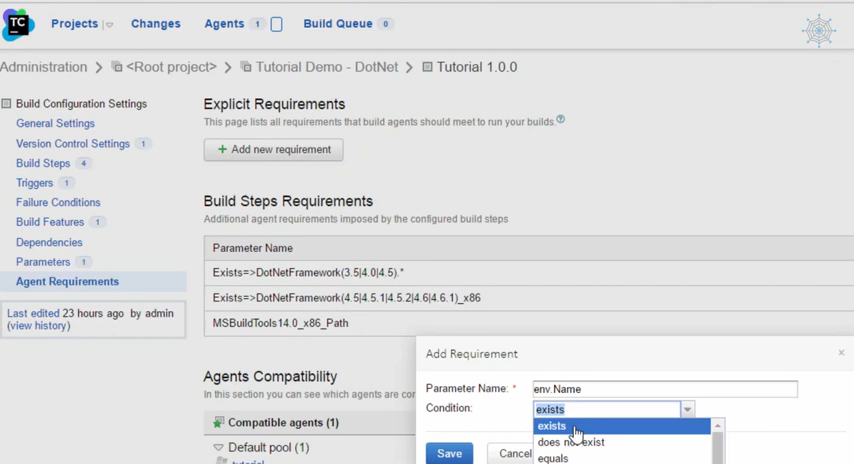 TC
Projects Changes Agents 1 Build Queue 0
Administration > <Root project> > Tutorial Demo - DotNet > Tutorial 1.0.0
Build Configuration Settings
General Settings
Version Control Settings 1
Build Steps 4
Triggers 1
Failure Conditions
Build Features 1
Dependencies
Parameters 1
Agent Requirements
Last edited 23 hours ago by admin
(view history)
Explicit Requirements
This page lists all requirements that build agents should meet to run your builds. ?
+ Add new requirement
Build Steps Requirements
Additional agent requirements imposed by the configured build steps
Parameter Name
Exists=>DotNetFramework(3.5|4.0|4.5).*
Exists=>DotNetFramework(4.5|4.5.1|4.5.2|4.6|4.6.1)_x86
MSBuildTools14.0_x86_Path
Agents Compatibility
In this section you can see which agents are co
Compatible agents (1)
Default pool (1)
tutorial
Add Requirement ×
Parameter Name: * env.Name
Condition: exists
exists
does not exist
equals
Save Cancel